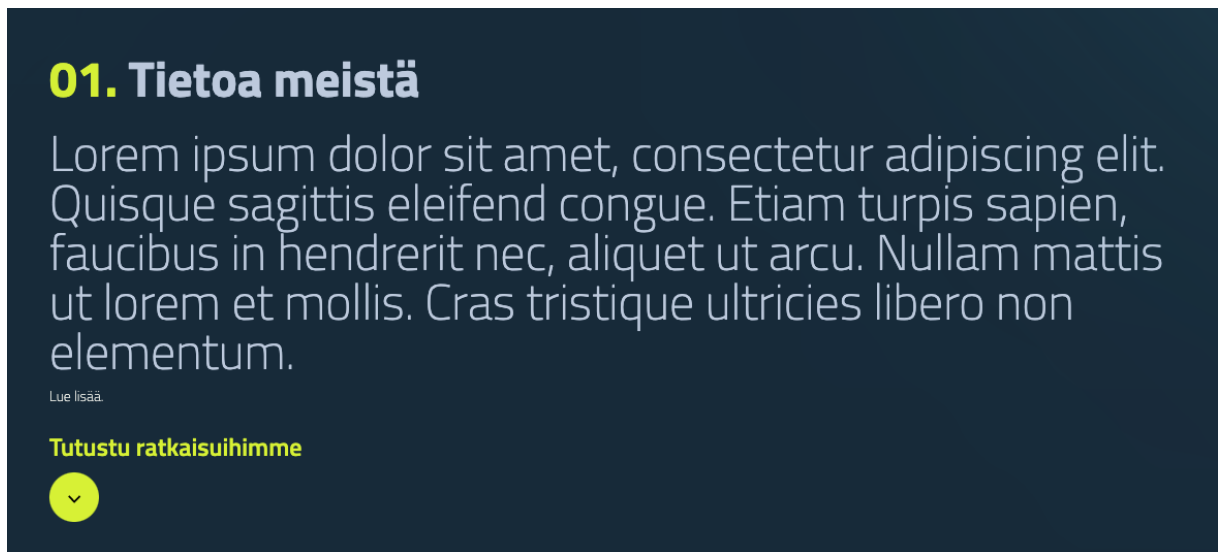 01. Tietoa meistä
Lorem ipsum dolor sit amet, consectetur adipiscing elit.
Quisque sagittis eleifend congue. Etiam turpis sapien,
faucibus in hendrerit nec, aliquet ut arcu. Nullam mattis
ut lorem et mollis. Cras tristique ultricies libero non
elementum.
Lue lisää.
Tutustu ratkaisuihimme